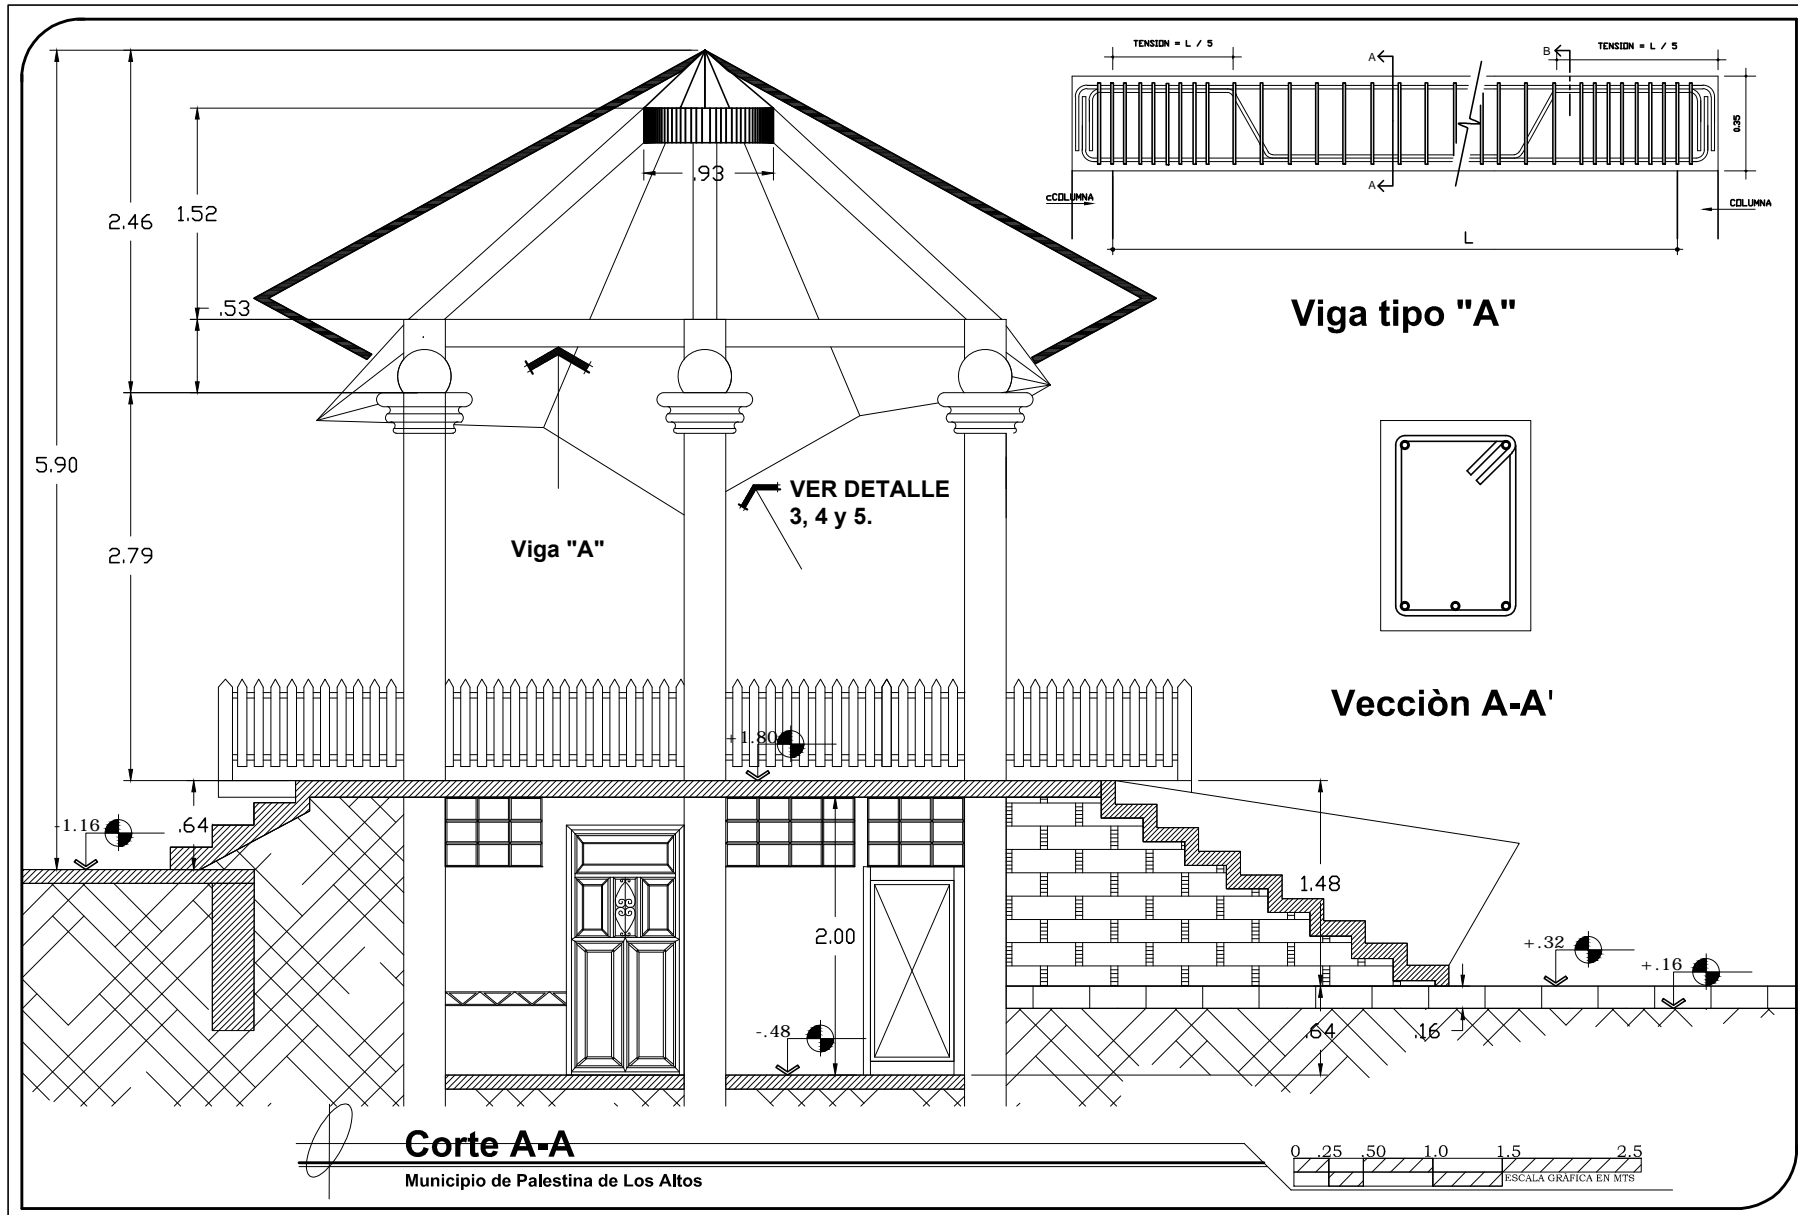 TENSION = L / 5
TENSION = L / 5
A
B
0.35
A
cCOLUMNA
COLUMNA
L
Viga tipo "A"
.93
2.46
1.52
.53
5.90
VER DETALLE
3, 4 y 5.
Viga "A"
2.79
Vecciòn A-A'
+1.80
-1.16
.64
1.48
2.00
+.32
+.16
-.48
.64
.16
Corte A-A
Municipio de Palestina de Los Altos
0 .25 .50 1.0 1.5 2.5
ESCALA GRÁFICA EN MTS